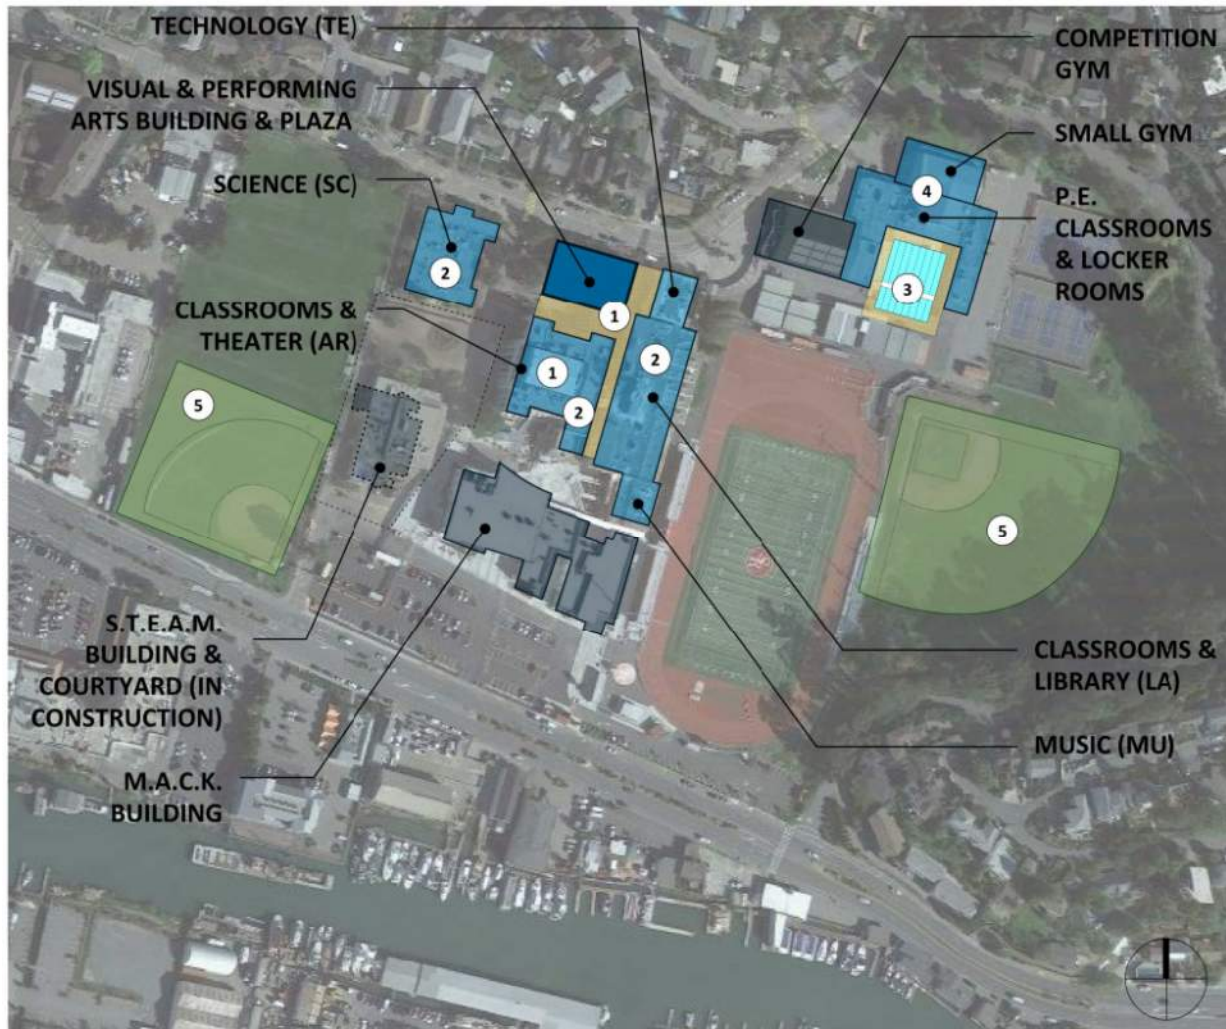 TECHNOLOGY (TE)
VISUAL & PERFORMING
ARTS BUILDING & PLAZA
SCIENCE (SC)
CLASSROOMS &
THEATER (AR)
COMPETITION
GYM
SMALL GYM
P.E.
CLASSROOMS
& LOCKER
ROOMS
4
2
3
1
2
1
5
2
5
S.T.E.A.M.
BUILDING &
COURTYARD (IN
CONSTRUCTION)
M.A.C.K.
BUILDING
CLASSROOMS &
LIBRARY (LA)
MUSIC (MU)